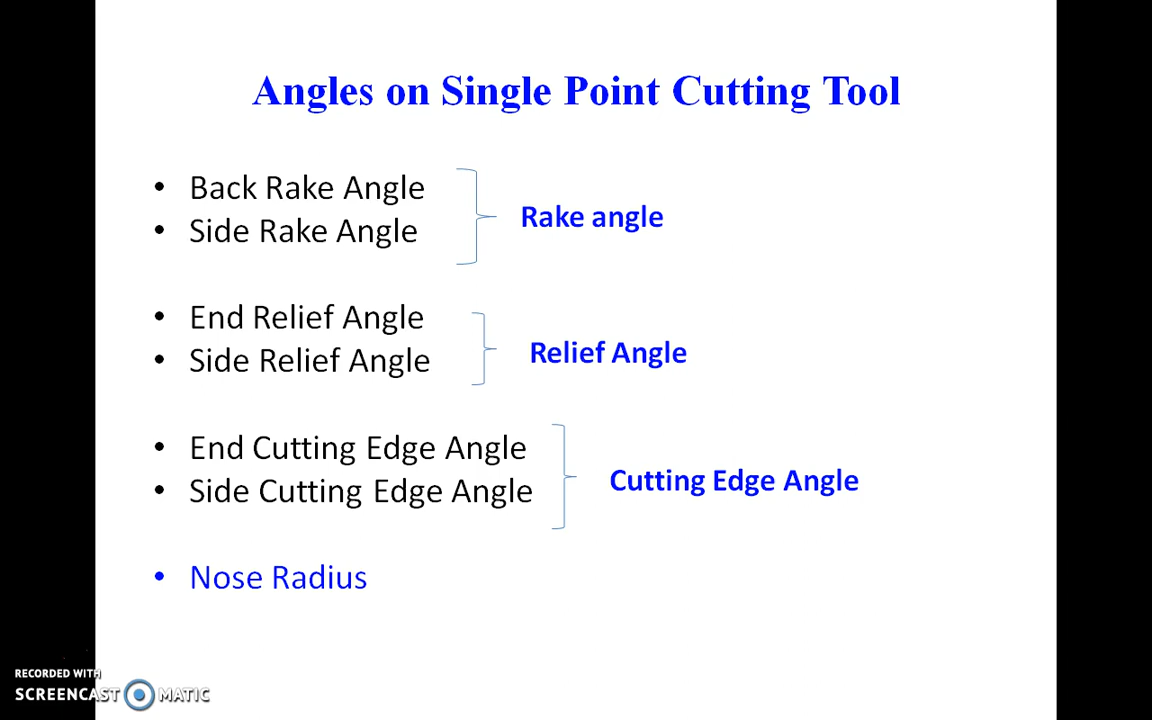 Angles on Single Point Cutting Tool
• Back Rake Angle
• Side Rake Angle
Rake angle
• End Relief Angle
• Side Relief Angle
Relief Angle
• End Cutting Edge Angle
• Side Cutting Edge Angle
Cutting Edge Angle
• Nose Radius
RECORDED WITH
SCREENCAST MATIC